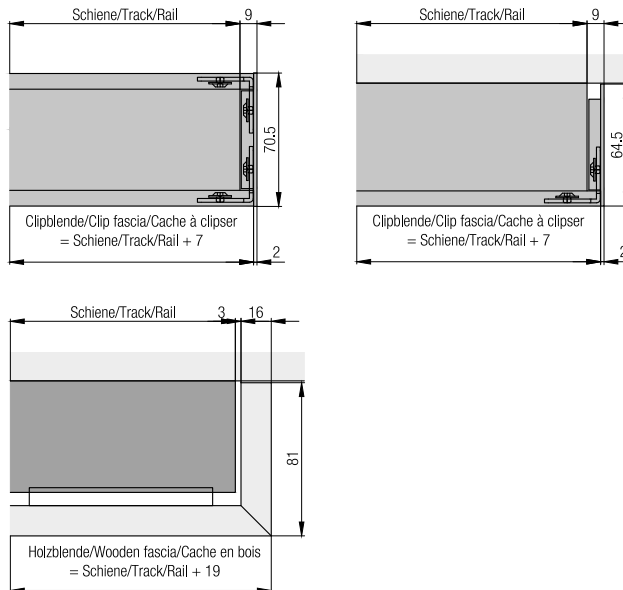 Schiene/Track/Rail 9
70.5
Clipblende/Clip fascia/Cache à clipser
= Schiene/Track/Rail + 7
2
Schiene/Track/Rail 9
64.5
Clipblende/Clip fascia/Cache à clipser
= Schiene/Track/Rail + 7
2
Schiene/Track/Rail 3 16
81
Holzblende/Wooden fascia/Cache en bois
= Schiene/Track/Rail + 19